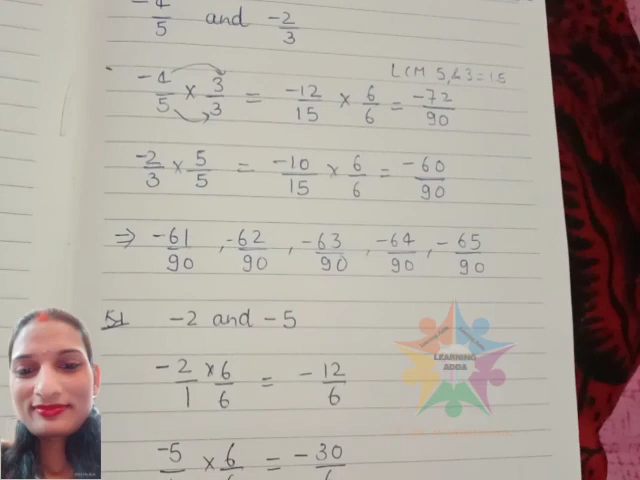 -4/5 and -2/3
LCM 5,&3=15
-4/5 × 3/3 = -12/15 × 6/6 = -72/90
-2/3 × 5/5 = -10/15 × 6/6 = -60/90
⇒ -61/90, -62/90, -63/90, -64/90, -65/90
-2 and -5
-2/1 × 6/6 = -12/6
-5/ × 6/ = -30/
LEARNING
ADDA